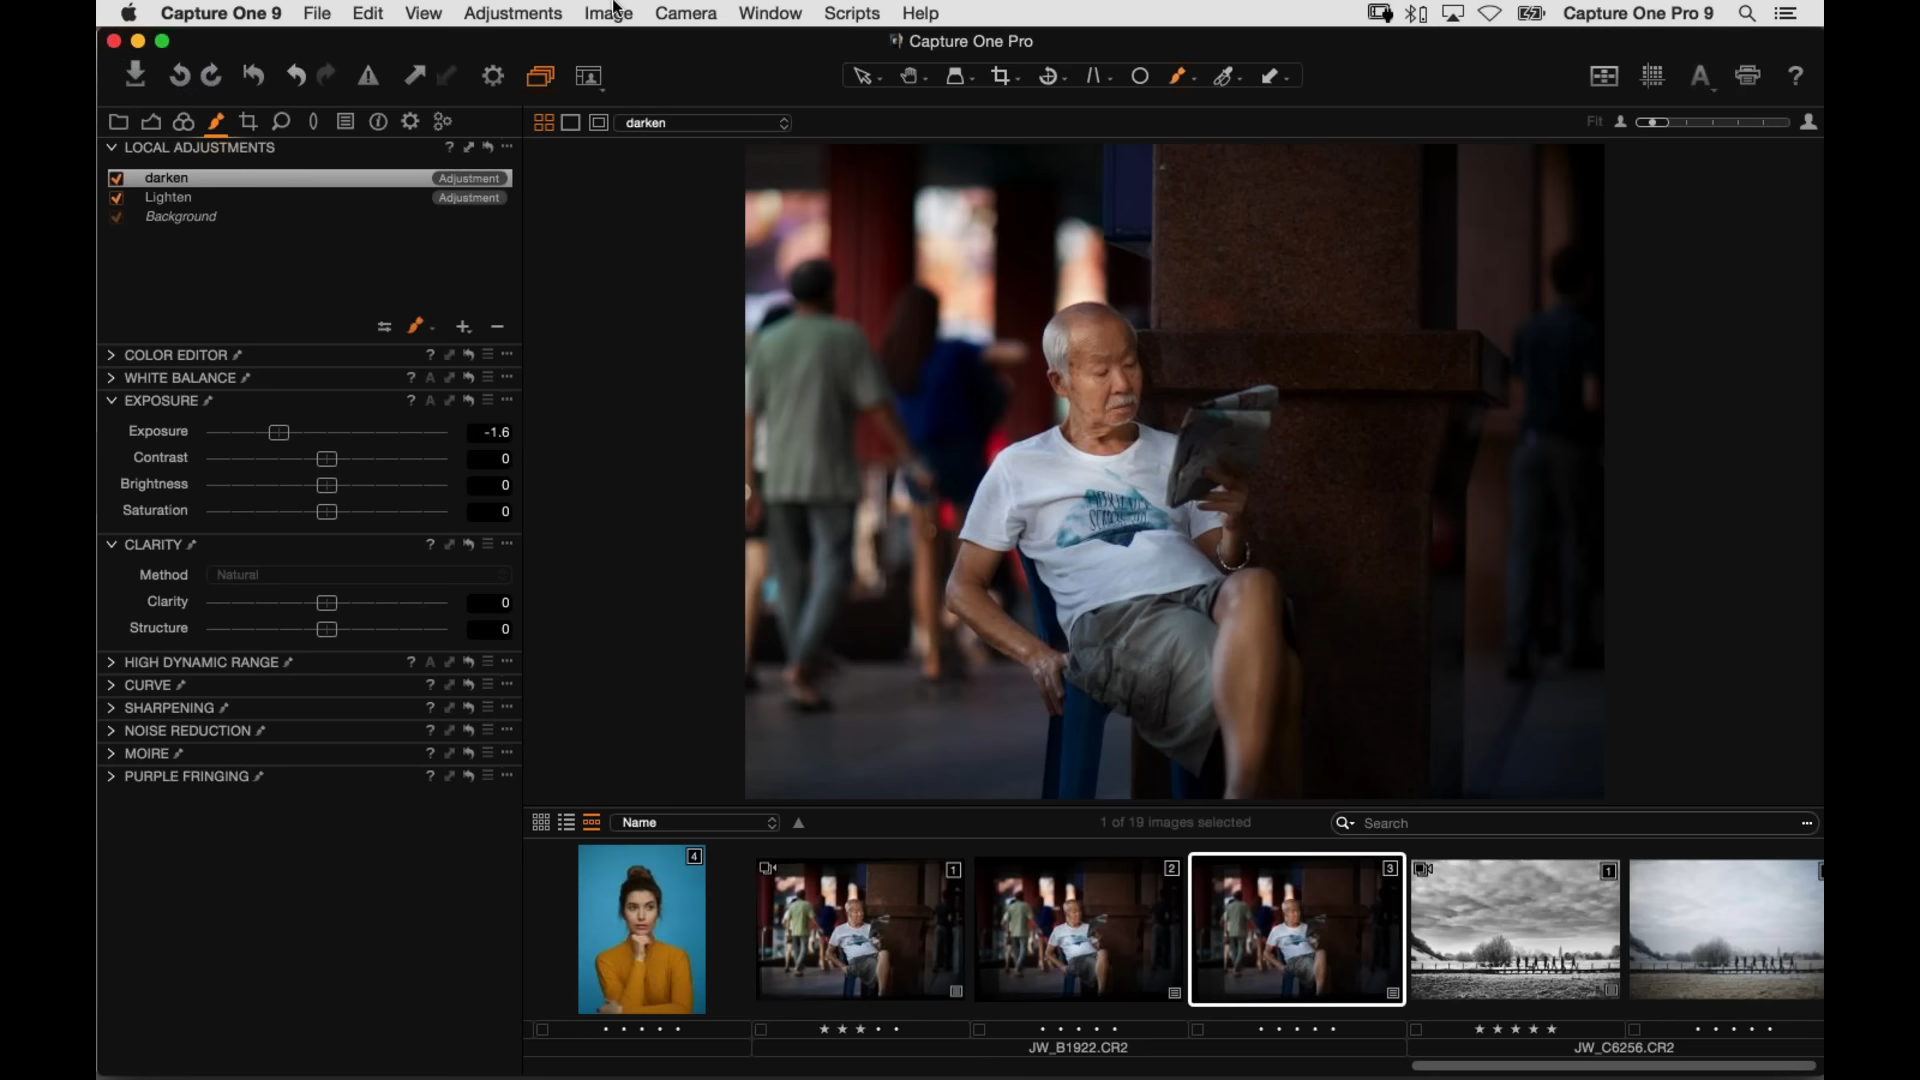 Capture One 9 File Edit View Adjustments Image Camera Window Scripts Help Capture One Pro 9
Capture One Pro
darken
Fit
LOCAL ADJUSTMENTS
darken Adjustment
Lighten Adjustment
Background
COLOR EDITOR
WHITE BALANCE
EXPOSURE
Exposure -1.6
Contrast 0
Brightness 0
Saturation 0
CLARITY
Method Natural
Clarity 0
Structure 0
HIGH DYNAMIC RANGE
CURVE
SHARPENING
NOISE REDUCTION
MOIRE
PURPLE FRINGING
Name
1 of 19 images selected
Search
4 1 2 3 1
JW_B1922.CR2 JW_C6256.CR2